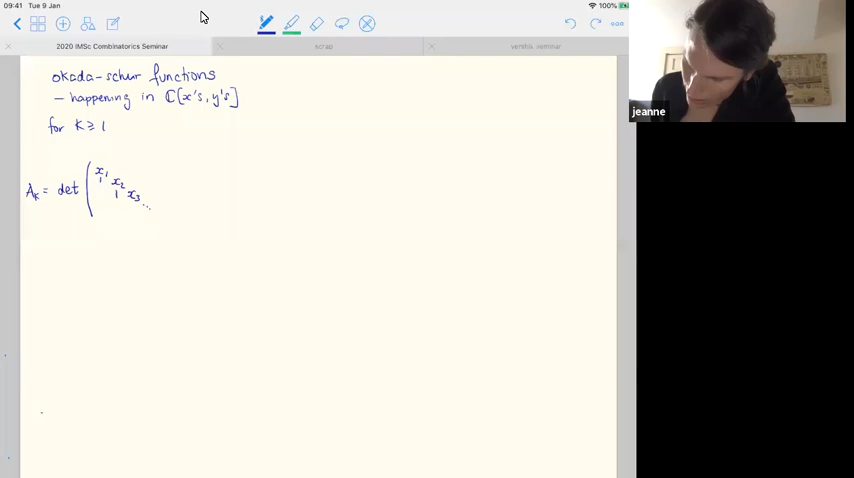 09:41 Tue 9 Jan
100%
2020 IMSc Combinatorics Seminar
scrap
vershik seminar
jeanne
okada-schur functions
- happening in ℂ[x's, y's]
for K ≥ 1
A_K = det ( x_1
1 x_2
1 x_3
⋱